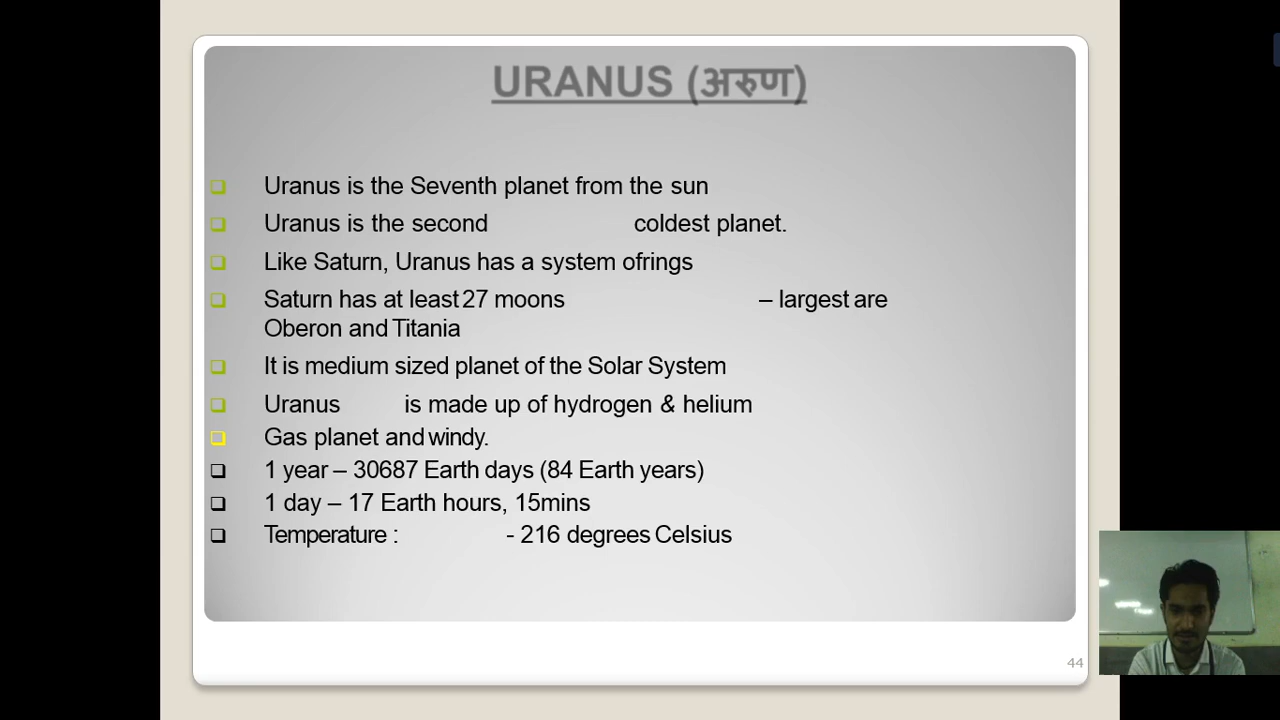 URANUS (अरुण)
Uranus is the Seventh planet from the sun
Uranus is the second coldest planet.
Like Saturn, Uranus has a system ofrings
Saturn has at least 27 moons – largest are
Oberon and Titania
It is medium sized planet of the Solar System
Uranus is made up of hydrogen & helium
Gas planet and windy.
1 year – 30687 Earth days (84 Earth years)
1 day – 17 Earth hours, 15mins
Temperature : - 216 degrees Celsius
44